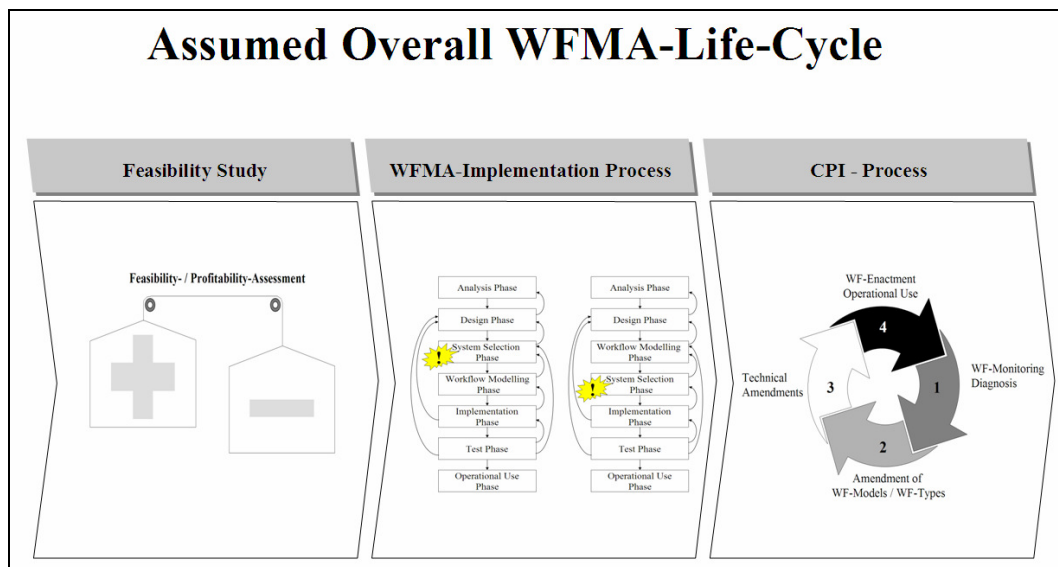 Assumed Overall WFMA-Life-Cycle
Feasibility Study
WFMA-Implementation Process
CPI - Process
Feasibility- / Profitability-Assessment
Analysis Phase
Design Phase
!
System Selection
Phase
Workflow Modelling
Phase
Implementation
Phase
Test Phase
Operational Use
Phase
Analysis Phase
Design Phase
Workflow Modelling
Phase
!
System Selection
Phase
Implementation
Phase
Test Phase
Operational Use
Phase
WF-Enactment
Operational Use
4
WF-Monitoring
Diagnosis
1
Technical
Amendments
3
2
Amendment of
WF-Models / WF-Types